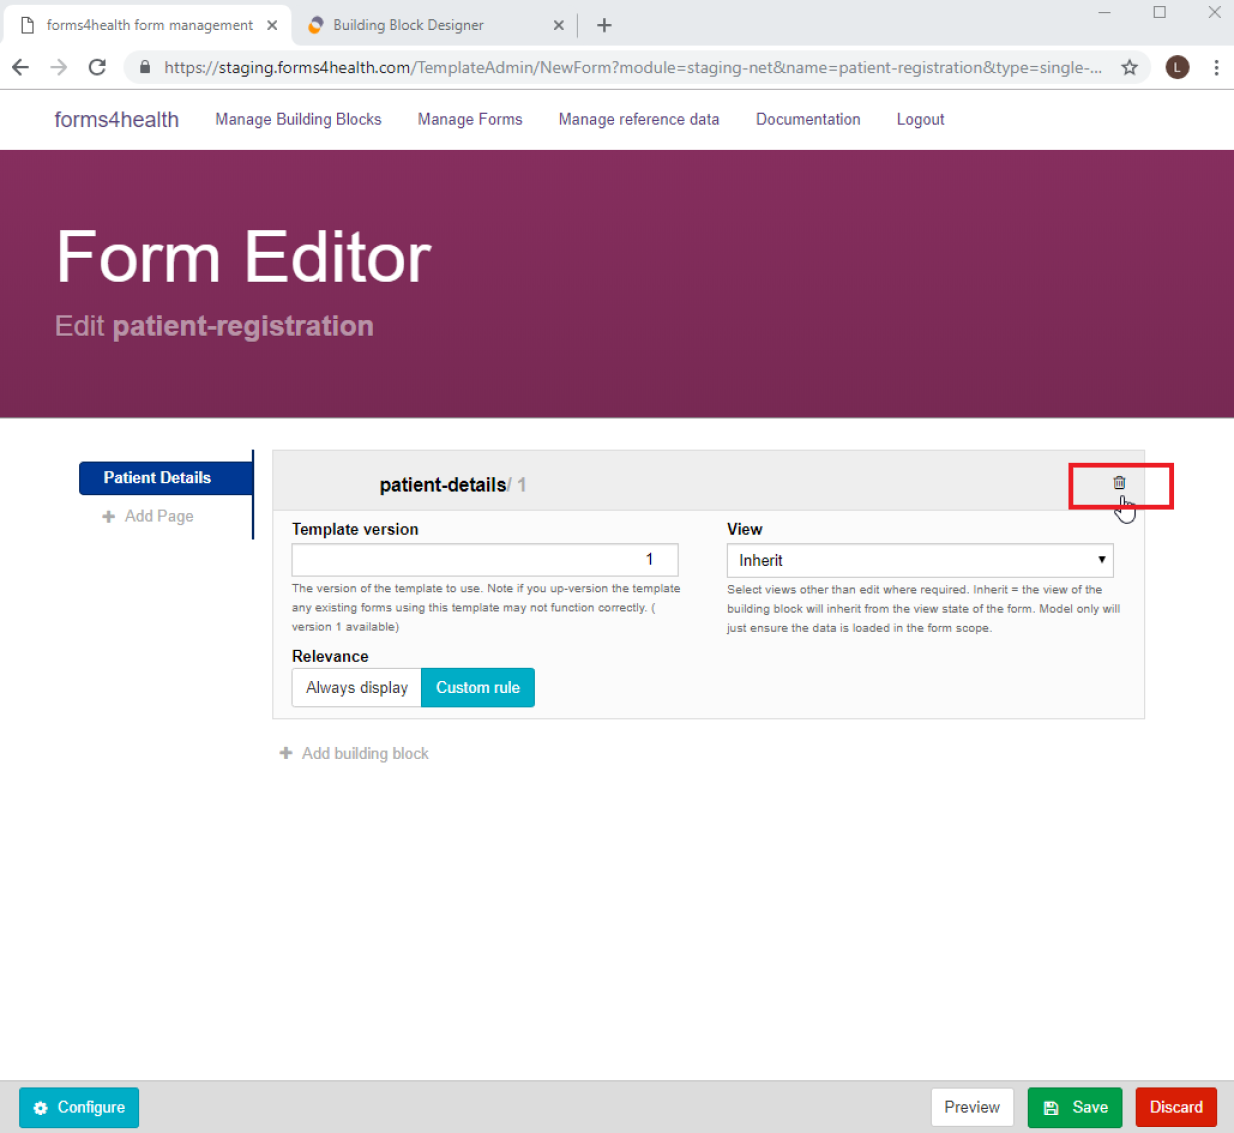 forms4health form management
Building Block Designer
https://staging.forms4health.com/TemplateAdmin/NewForm?module=staging-net&name=patient-registration&type=single-...
L
forms4health
Manage Building Blocks
Manage Forms
Manage reference data
Documentation
Logout
Form Editor
Edit patient-registration
Patient Details
Add Page
patient-details/ 1
Template version
1
The version of the template to use. Note if you up-version the template
any existing forms using this template may not function correctly. (
version 1 available)
View
Inherit
Select views other than edit where required. Inherit = the view of the
building block will inherit from the view state of the form. Model only will
just ensure the data is loaded in the form scope.
Relevance
Always display
Custom rule
Add building block
Configure
Preview
Save
Discard